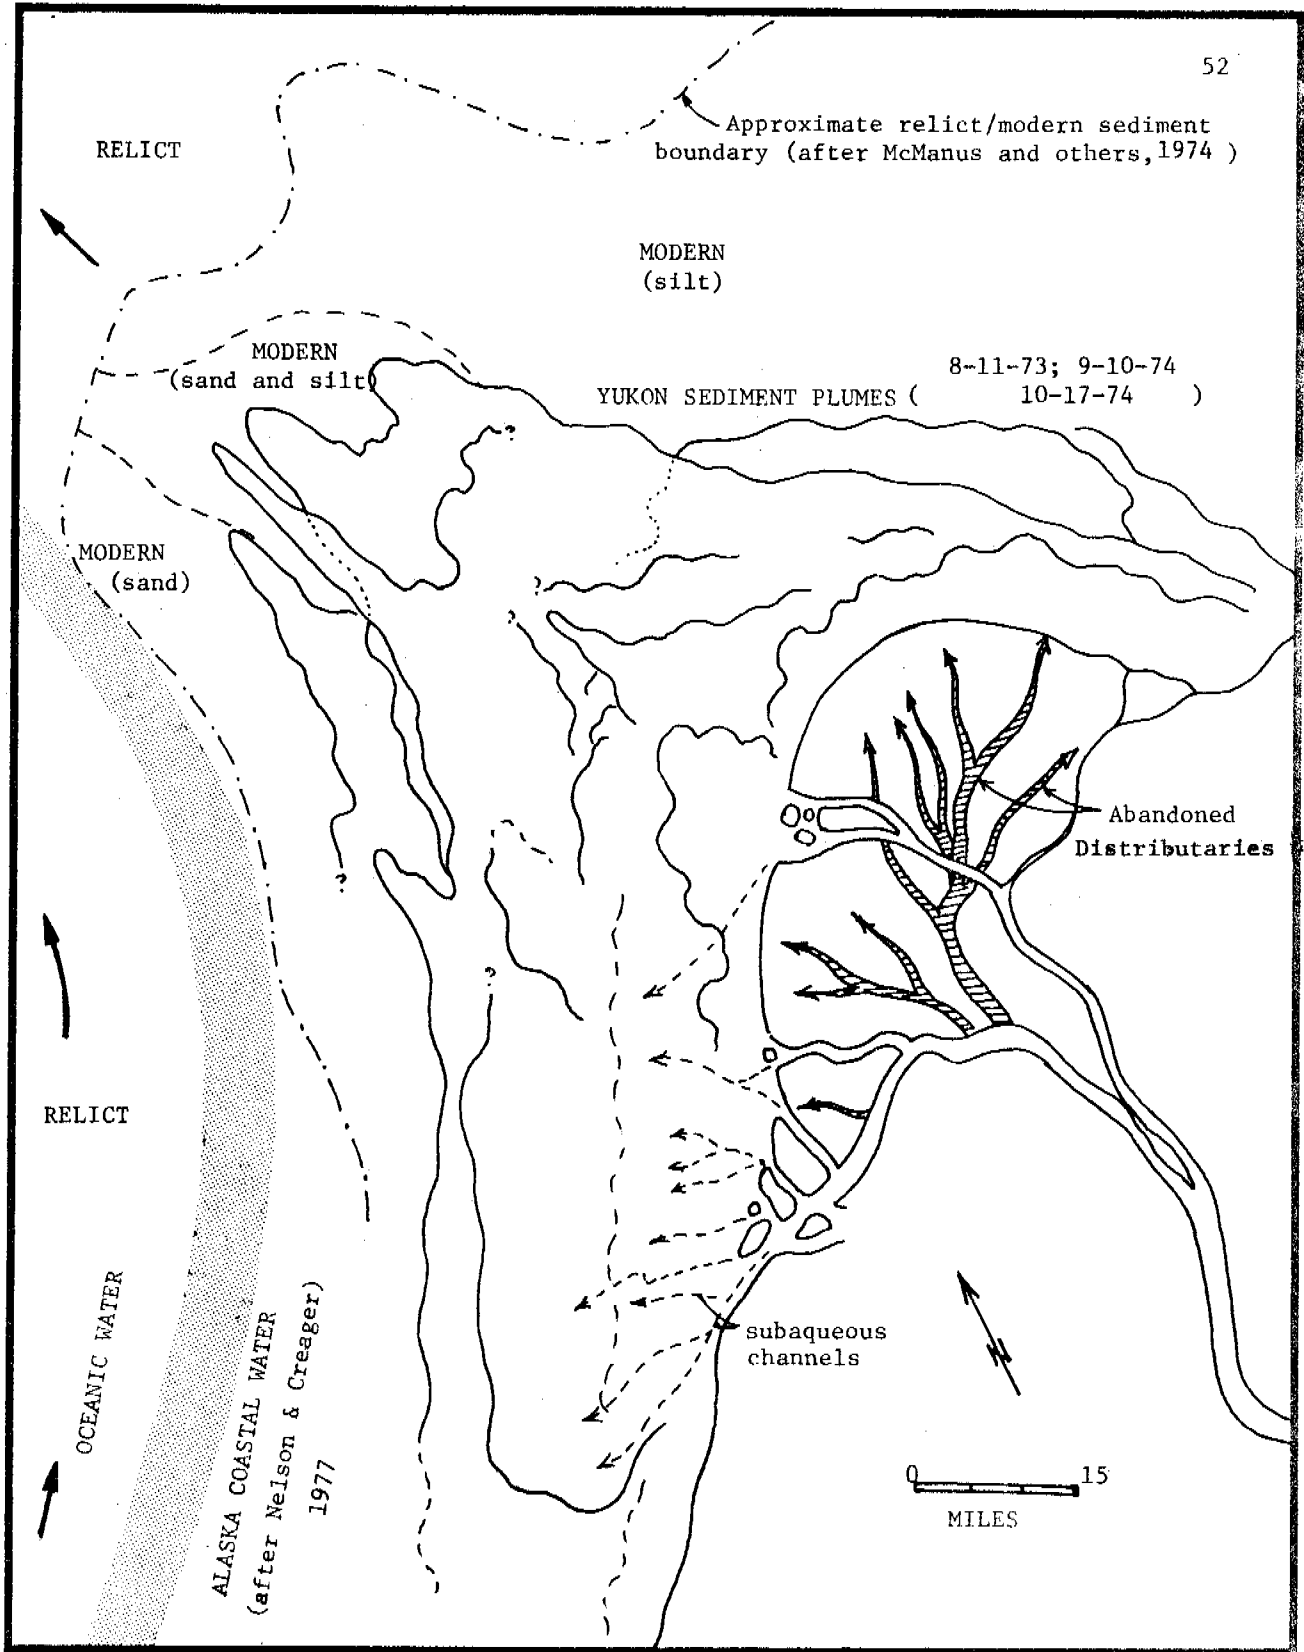 52
Approximate relict/modern sediment
boundary (after McManus and others, 1974 )
RELICT
MODERN
(silt)
MODERN
(sand and silt)
8-11-73; 9-10-74
YUKON SEDIMENT PLUMES ( 10-17-74 )
MODERN
(sand)
?
?
?
Abandoned
Distributaries
?
?
RELICT
OCEANIC WATER
ALASKA COASTAL WATER
(after Nelson & Creager)
1977
subaqueous
channels
N
0 15
MILES